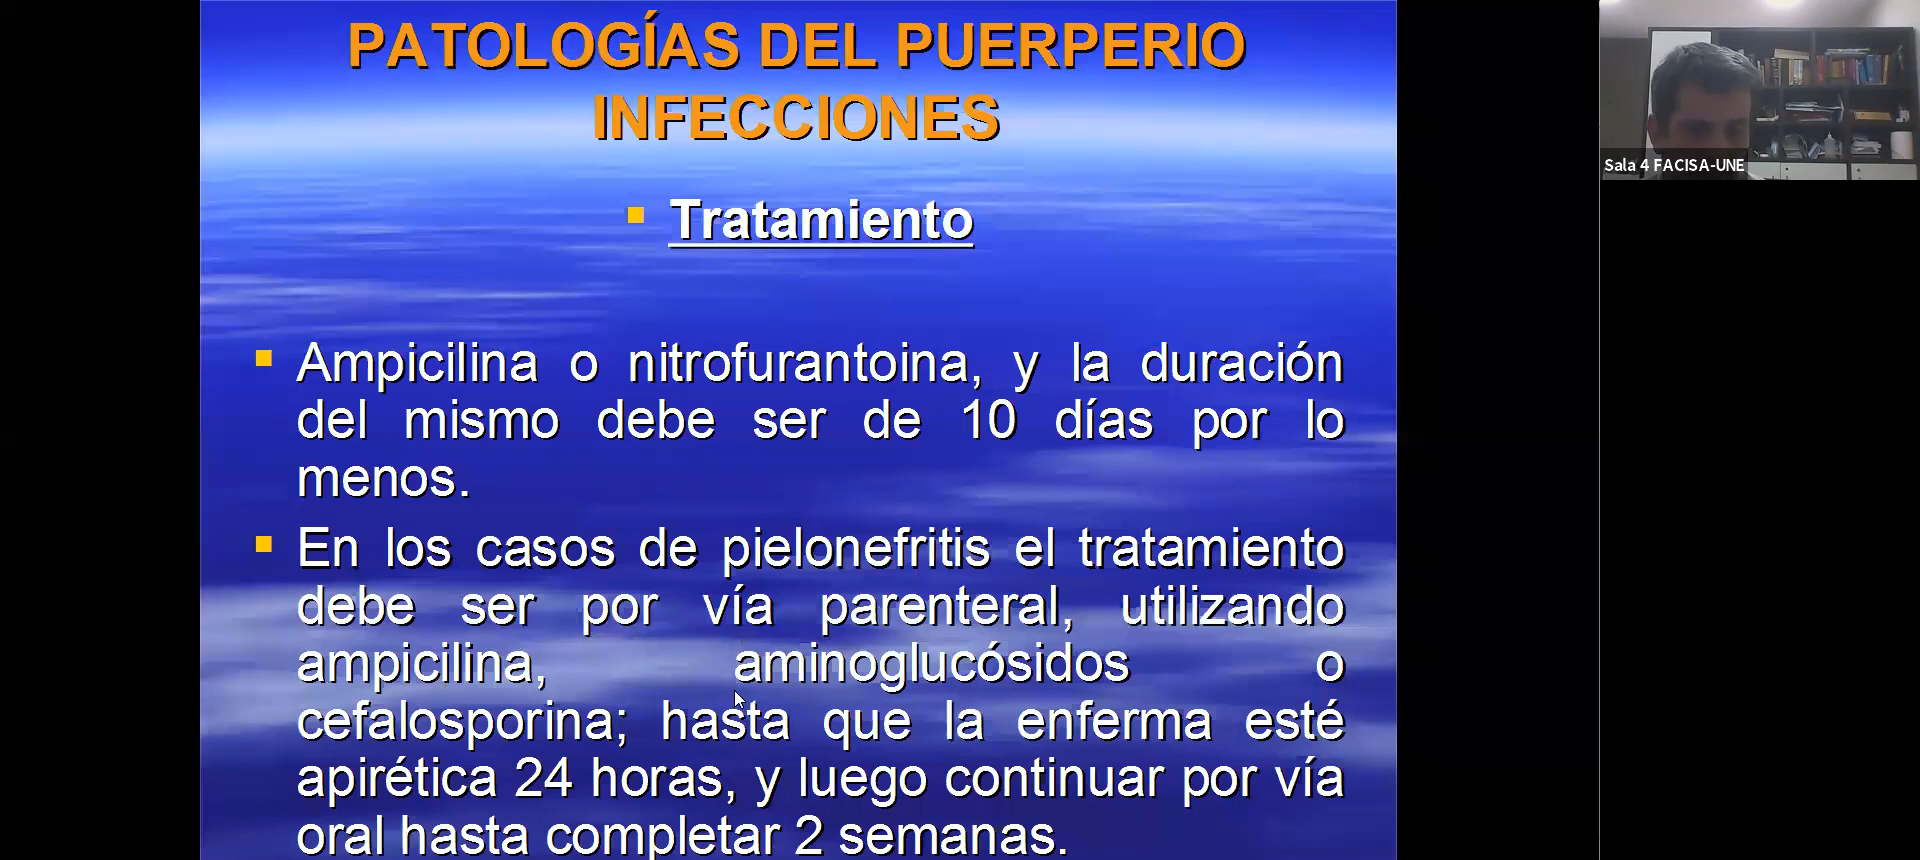 PATOLOGÍAS DEL PUERPERIO
INFECCIONES
Tratamiento
Ampicilina o nitrofurantoina, y la duración
del mismo debe ser de 10 días por lo
menos.
En los casos de pielonefritis el tratamiento
debe ser por vía parenteral, utilizando
ampicilina, aminoglucósidos o
cefalosporina; hasta que la enferma esté
apirética 24 horas, y luego continuar por vía
oral hasta completar 2 semanas.
Sala 4 FACISA-UNE